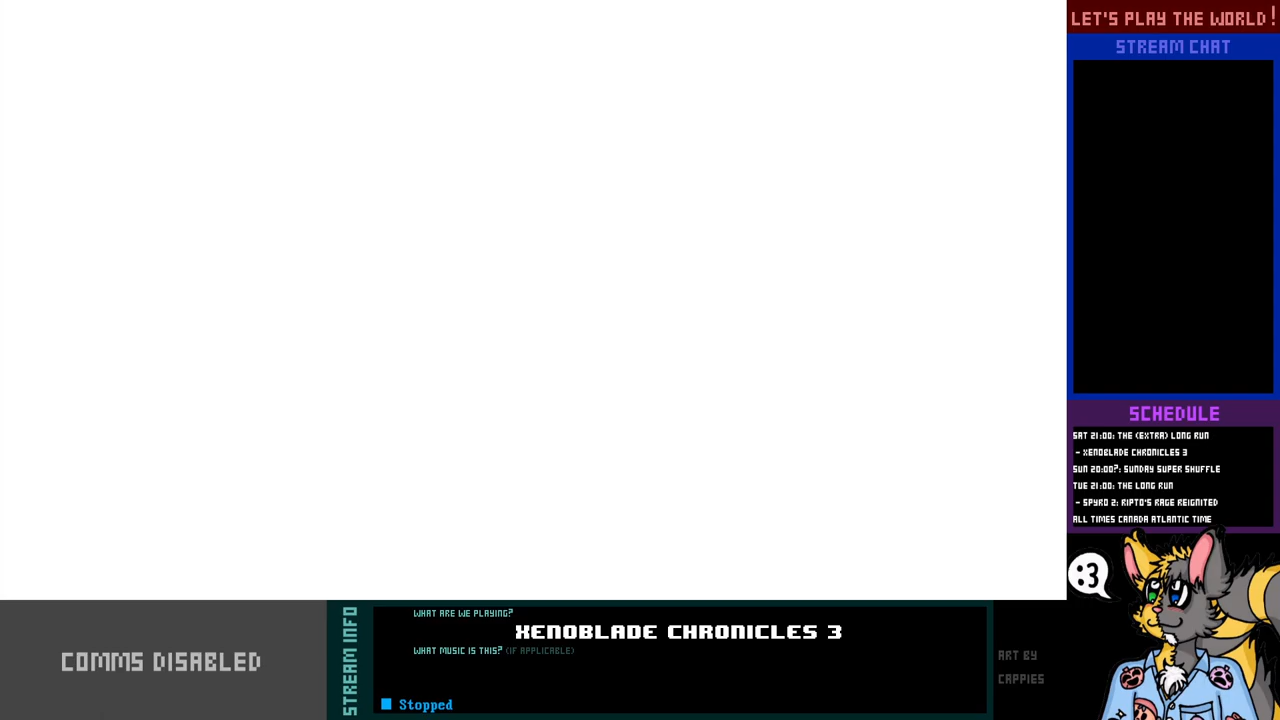 LET'S PLAY THE WORLD!
STREAM CHAT
SCHEDULE
SAT 21:00: THE (EXTRA) LONG RUN
- XENOBLADE CHRONICLES 3
SUN 20:00?: SUNDAY SUPER SHUFFLE
TUE 21:00: THE LONG RUN
- SPYRO 2: RIPTO'S RAGE REIGNITED
ALL TIMES CANADA ATLANTIC TIME
:3
COMMS DISABLED
STREAM INFO
WHAT ARE WE PLAYING?
XENOBLADE CHRONICLES 3
WHAT MUSIC IS THIS? (IF APPLICABLE)
Stopped
ART BY
CAPPIES